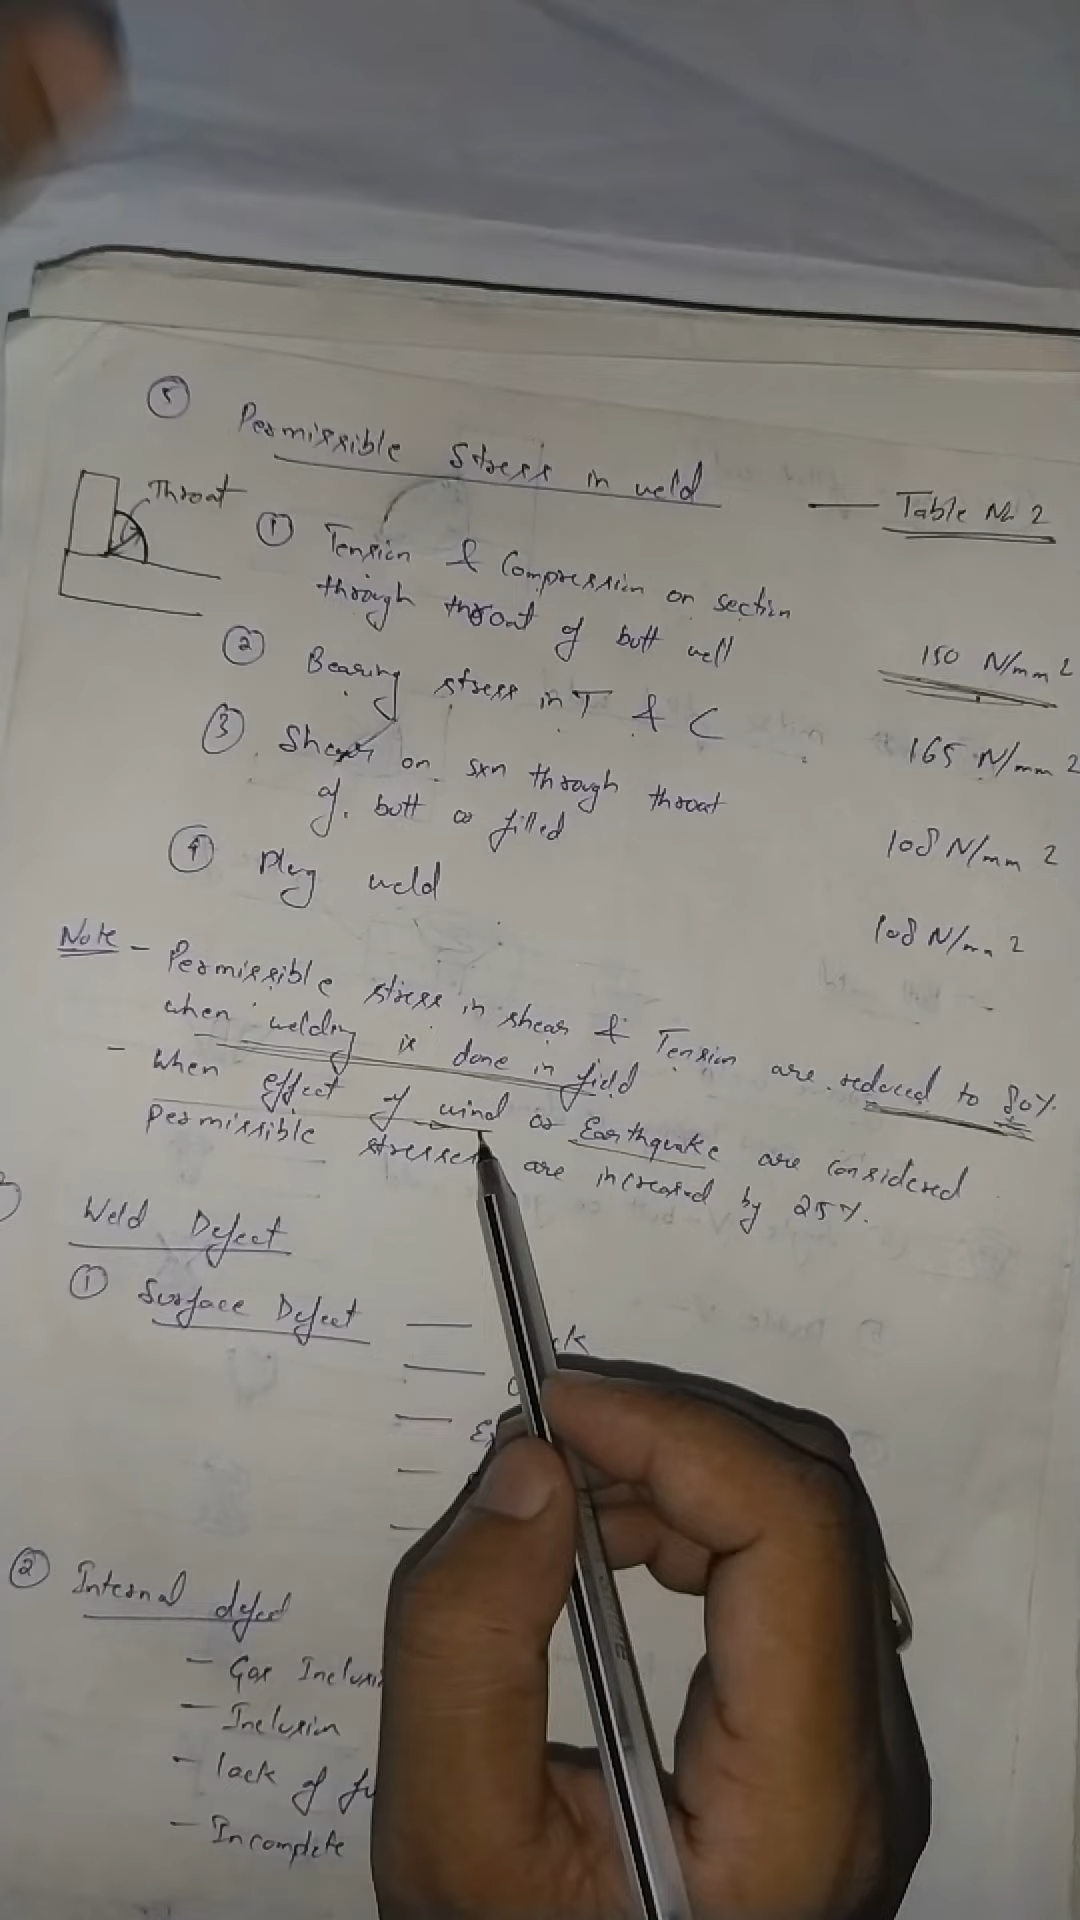 5 Permissible Stress in weld — Table No 2
Throat
1 Tension & Compression on section
through throat of butt well
150 N/mm2
2 Bearing stress in T & C
165 N/mm2
3 Shear on sxn through throat
of butt or filled
108 N/mm2
4 Plug weld
108 N/mm2
Note - Permissible stress in shear & Tension are reduced to 80%.
when welding is done in field
- When effect of wind or Earthquake are considered
permissible stresses are increased by 25%.
Weld Defect
1 Surface Defect —
2 Internal defect
- Gas
- Inclusion
- lack of
- Incomplete